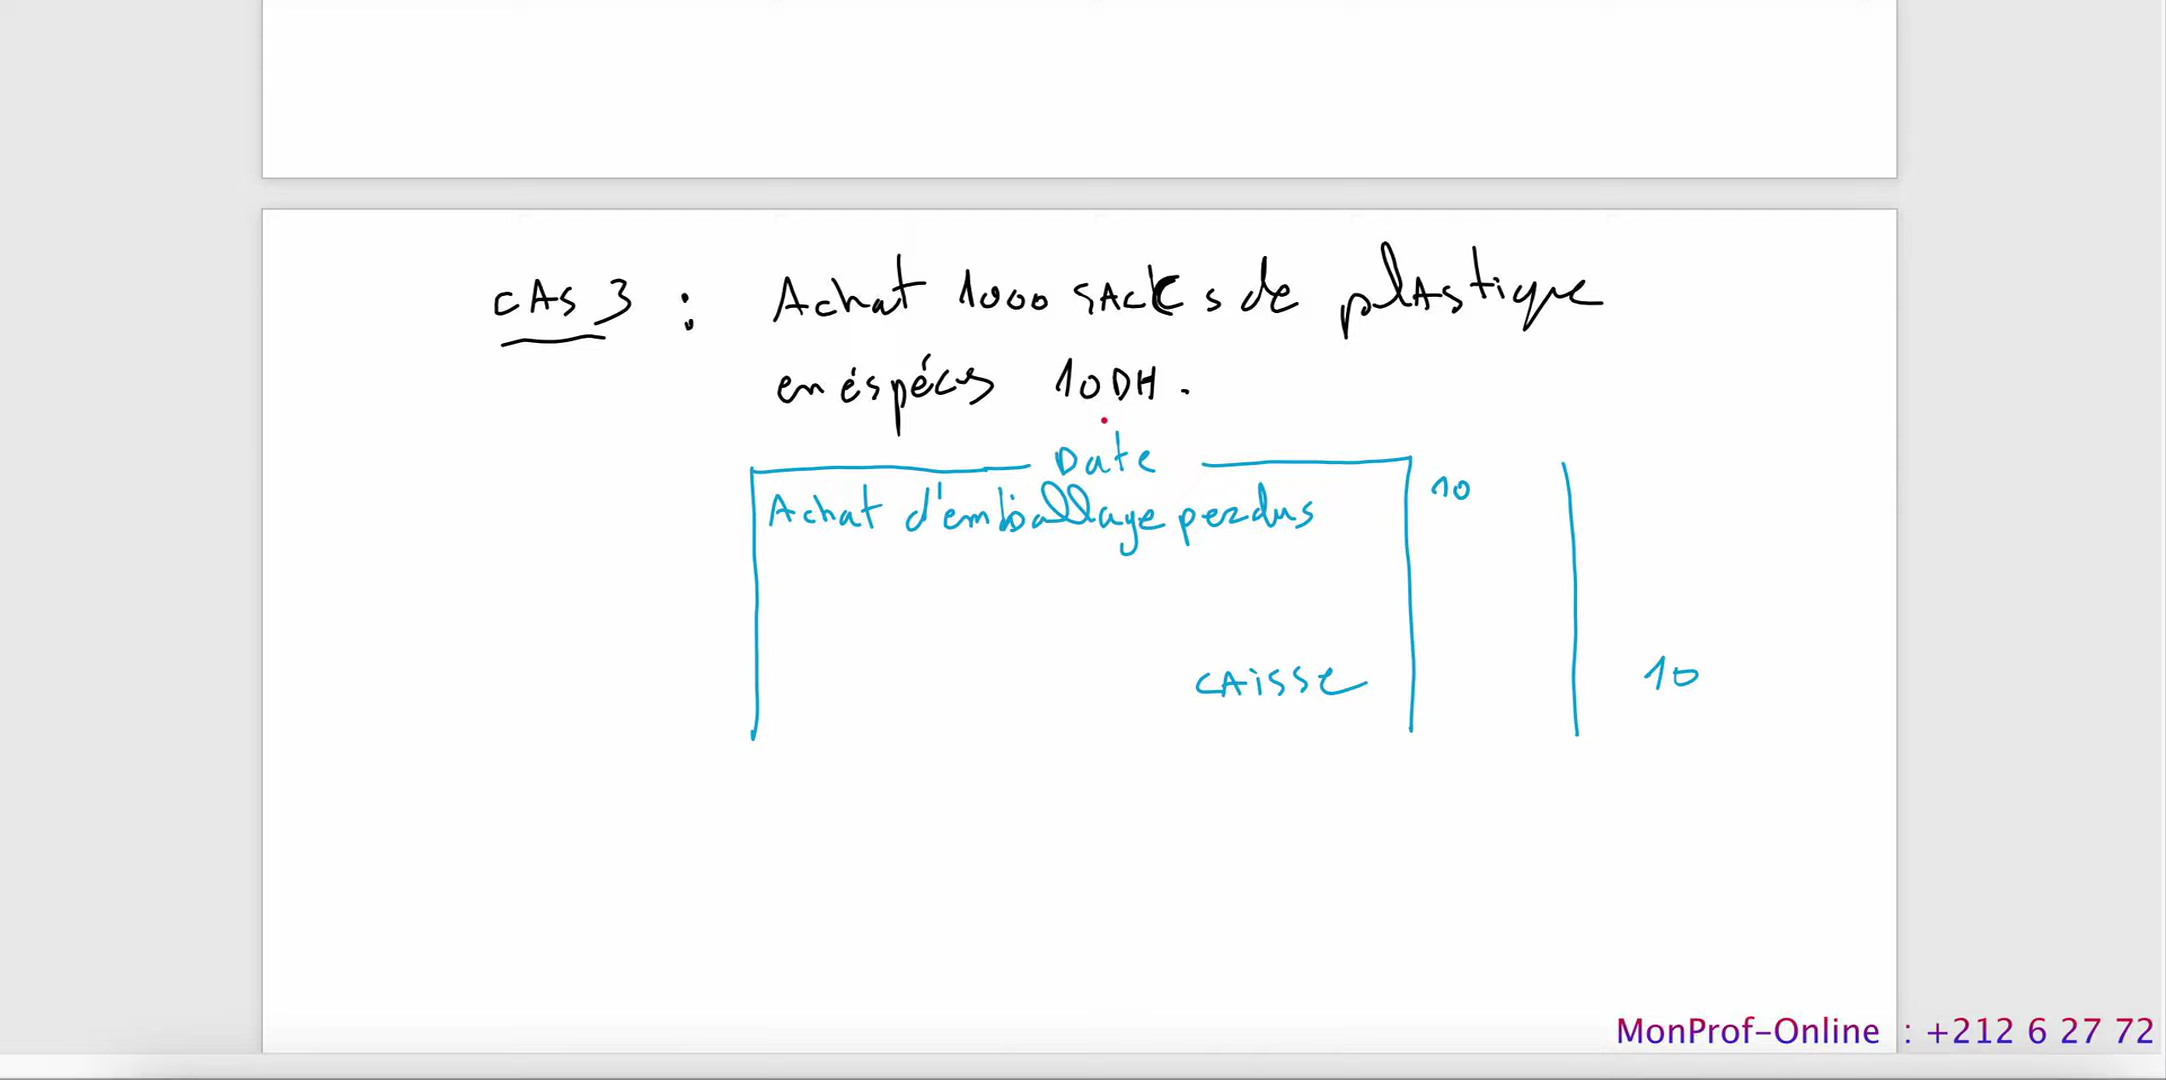 CAS 3 : Achat 1000 SACKs de plAstique
en éspéces 10DH.
Date
Achat d'emballage perdus 10
CAisse 10
MonProf-Online : +212 6 27 72